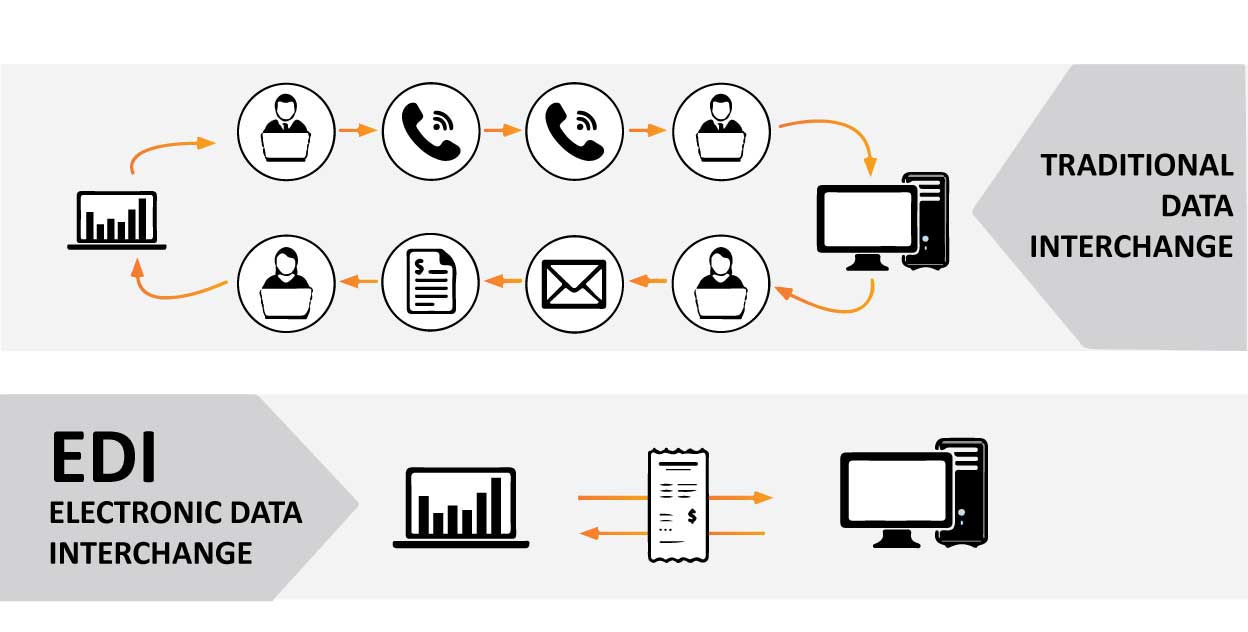 TRADITIONAL
DATA
INTERCHANGE
$
EDI
ELECTRONIC DATA
INTERCHANGE
$